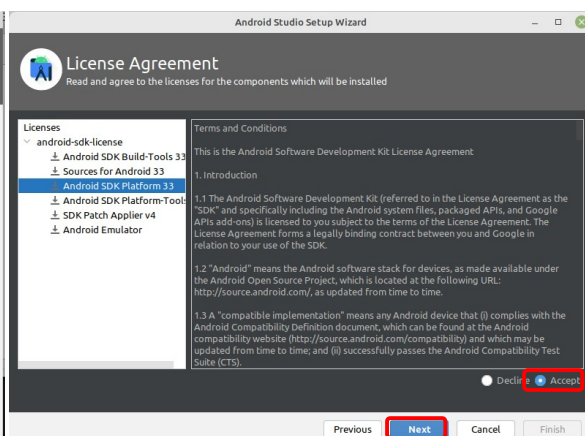 Android Studio Setup Wizard
License Agreement
Read and agree to the licenses for the components which will be installed
Licenses
android-sdk-license
Android SDK Build-Tools 33
Sources for Android 33
Android SDK Platform 33
Android SDK Platform-Tools
SDK Patch Applier v4
Android Emulator
Terms and Conditions
This is the Android Software Development Kit License Agreement
1. Introduction
1.1 The Android Software Development Kit (referred to in the License Agreement as the
"SDK" and specifically including the Android system files, packaged APIs, and Google
APIs add-ons) is licensed to you subject to the terms of the License Agreement. The
License Agreement forms a legally binding contract between you and Google in
relation to your use of the SDK.
1.2 "Android" means the Android software stack for devices, as made available under
the Android Open Source Project, which is located at the following URL:
http://source.android.com/, as updated from time to time.
1.3 A "compatible implementation" means any Android device that (i) complies with the
Android Compatibility Definition document, which can be found at the Android
compatibility website (http://source.android.com/compatibility) and which may be
updated from time to time; and (ii) successfully passes the Android Compatibility Test
Suite (CTS).
Decline Accept
Previous Next Cancel Finish